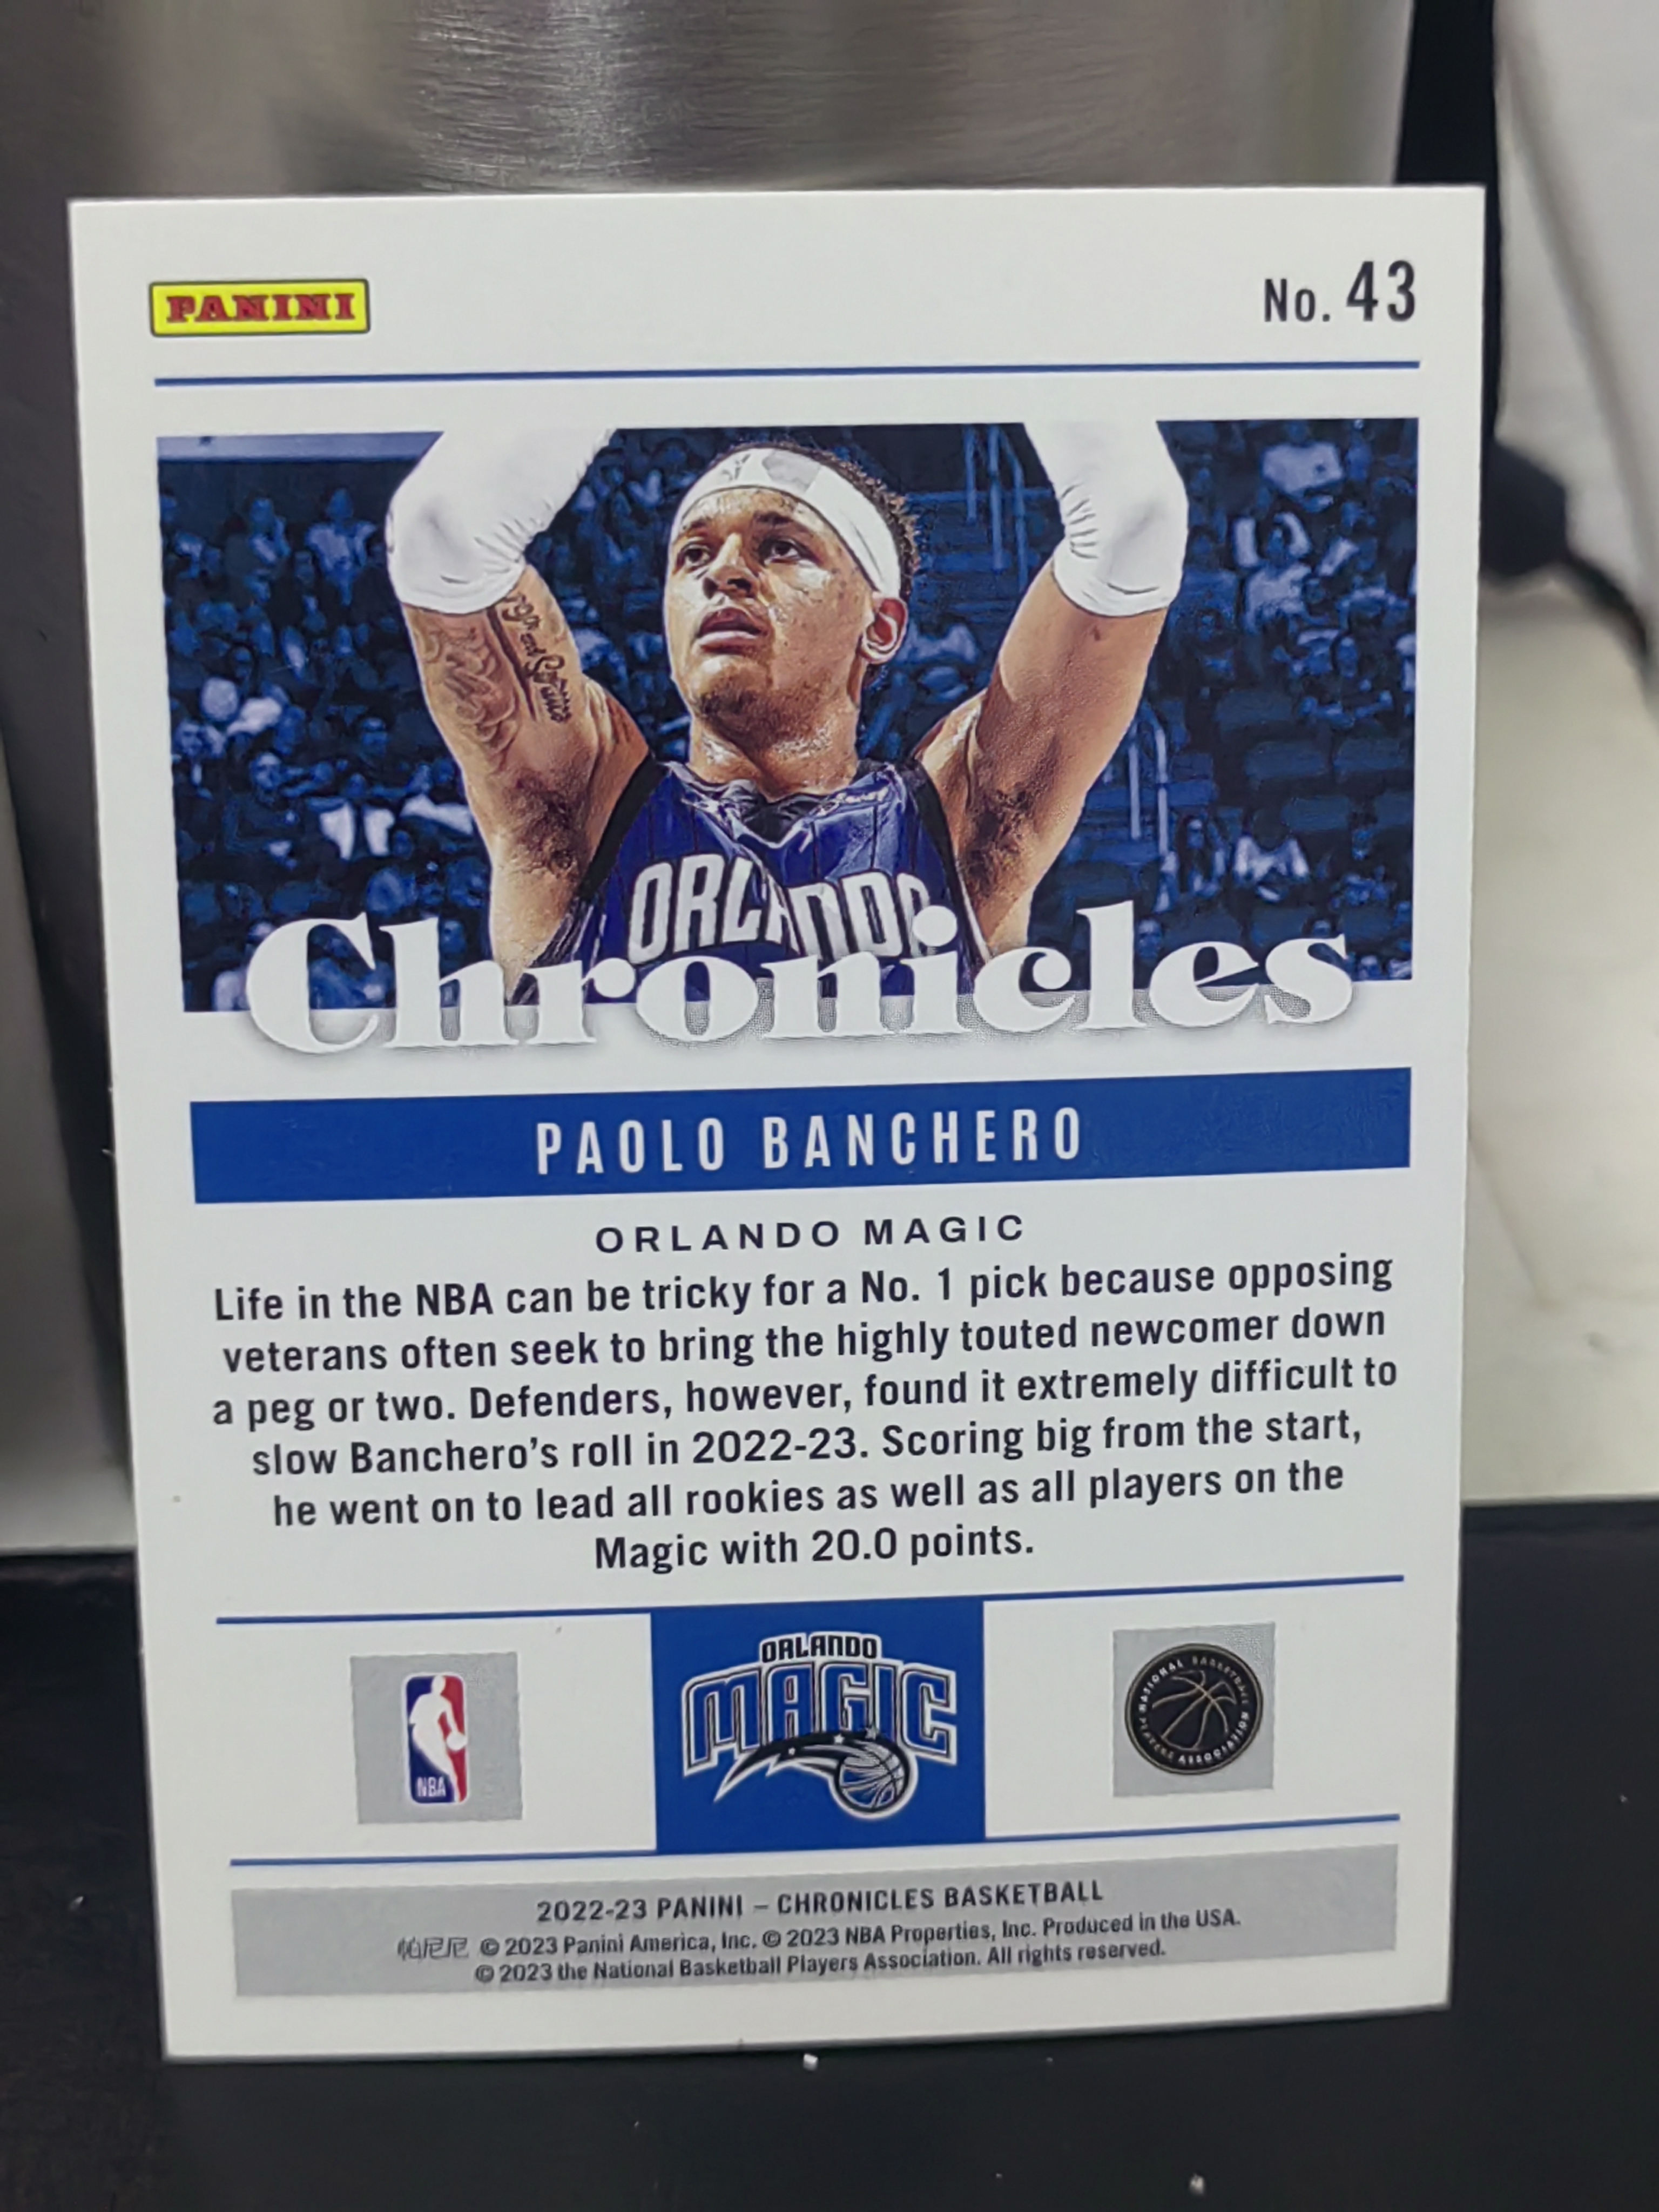 PANINI
No. 43
ORLANDO
Chronicles
PAOLO BANCHERO
ORLANDO MAGIC
Life in the NBA can be tricky for a No. 1 pick because opposing
veterans often seek to bring the highly touted newcomer down
a peg or two. Defenders, however, found it extremely difficult to
slow Banchero's roll in 2022-23. Scoring big from the start,
he went on to lead all rookies as well as all players on the
Magic with 20.0 points.
NBA
ORLANDO
MAGIC
NATIONAL BASKETBALL PLAYERS ASSOCIATION
2022-23 PANINI – CHRONICLES BASKETBALL
帕尼尼 © 2023 Panini America, Inc. © 2023 NBA Properties, Inc. Produced in the USA.
© 2023 the National Basketball Players Association. All rights reserved.